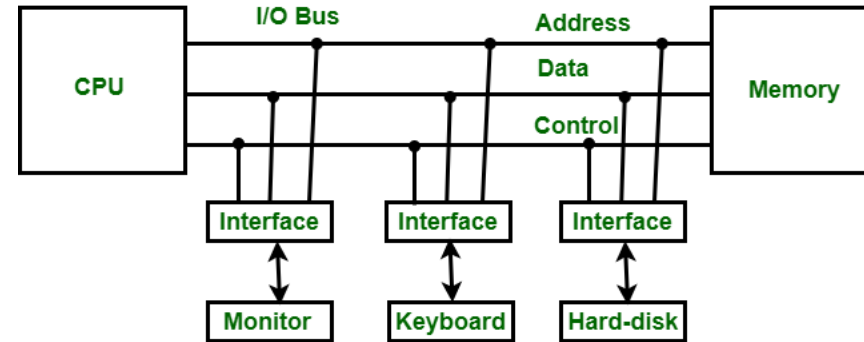 I/O Bus
Address
CPU
Data
Memory
Control
Interface
Interface
Interface
Monitor
Keyboard
Hard-disk